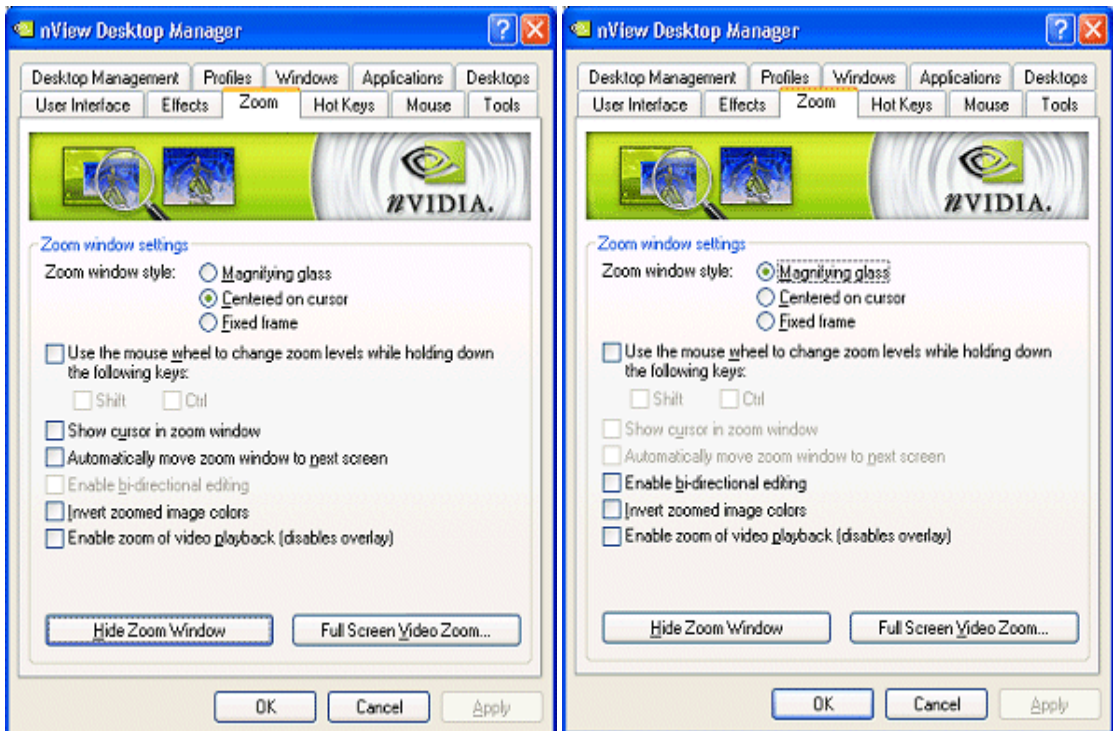 nView Desktop Manager
Desktop Management Profiles Windows Applications Desktops
User Interface Effects Zoom Hot Keys Mouse Tools
nVIDIA.
Zoom window settings
Zoom window style: Magnifying glass
Centered on cursor
Fixed frame
Use the mouse wheel to change zoom levels while holding down
the following keys:
Shift Ctrl
Show cursor in zoom window
Automatically move zoom window to next screen
Enable bi-directional editing
Invert zoomed image colors
Enable zoom of video playback (disables overlay)
Hide Zoom Window Full Screen Video Zoom...
OK Cancel Apply
nView Desktop Manager
Desktop Management Profiles Windows Applications Desktops
User Interface Effects Zoom Hot Keys Mouse Tools
nVIDIA.
Zoom window settings
Zoom window style: Magnifying glass
Centered on cursor
Fixed frame
Use the mouse wheel to change zoom levels while holding down
the following keys:
Shift Ctrl
Show cursor in zoom window
Automatically move zoom window to next screen
Enable bi-directional editing
Invert zoomed image colors
Enable zoom of video playback (disables overlay)
Hide Zoom Window Full Screen Video Zoom...
OK Cancel Apply